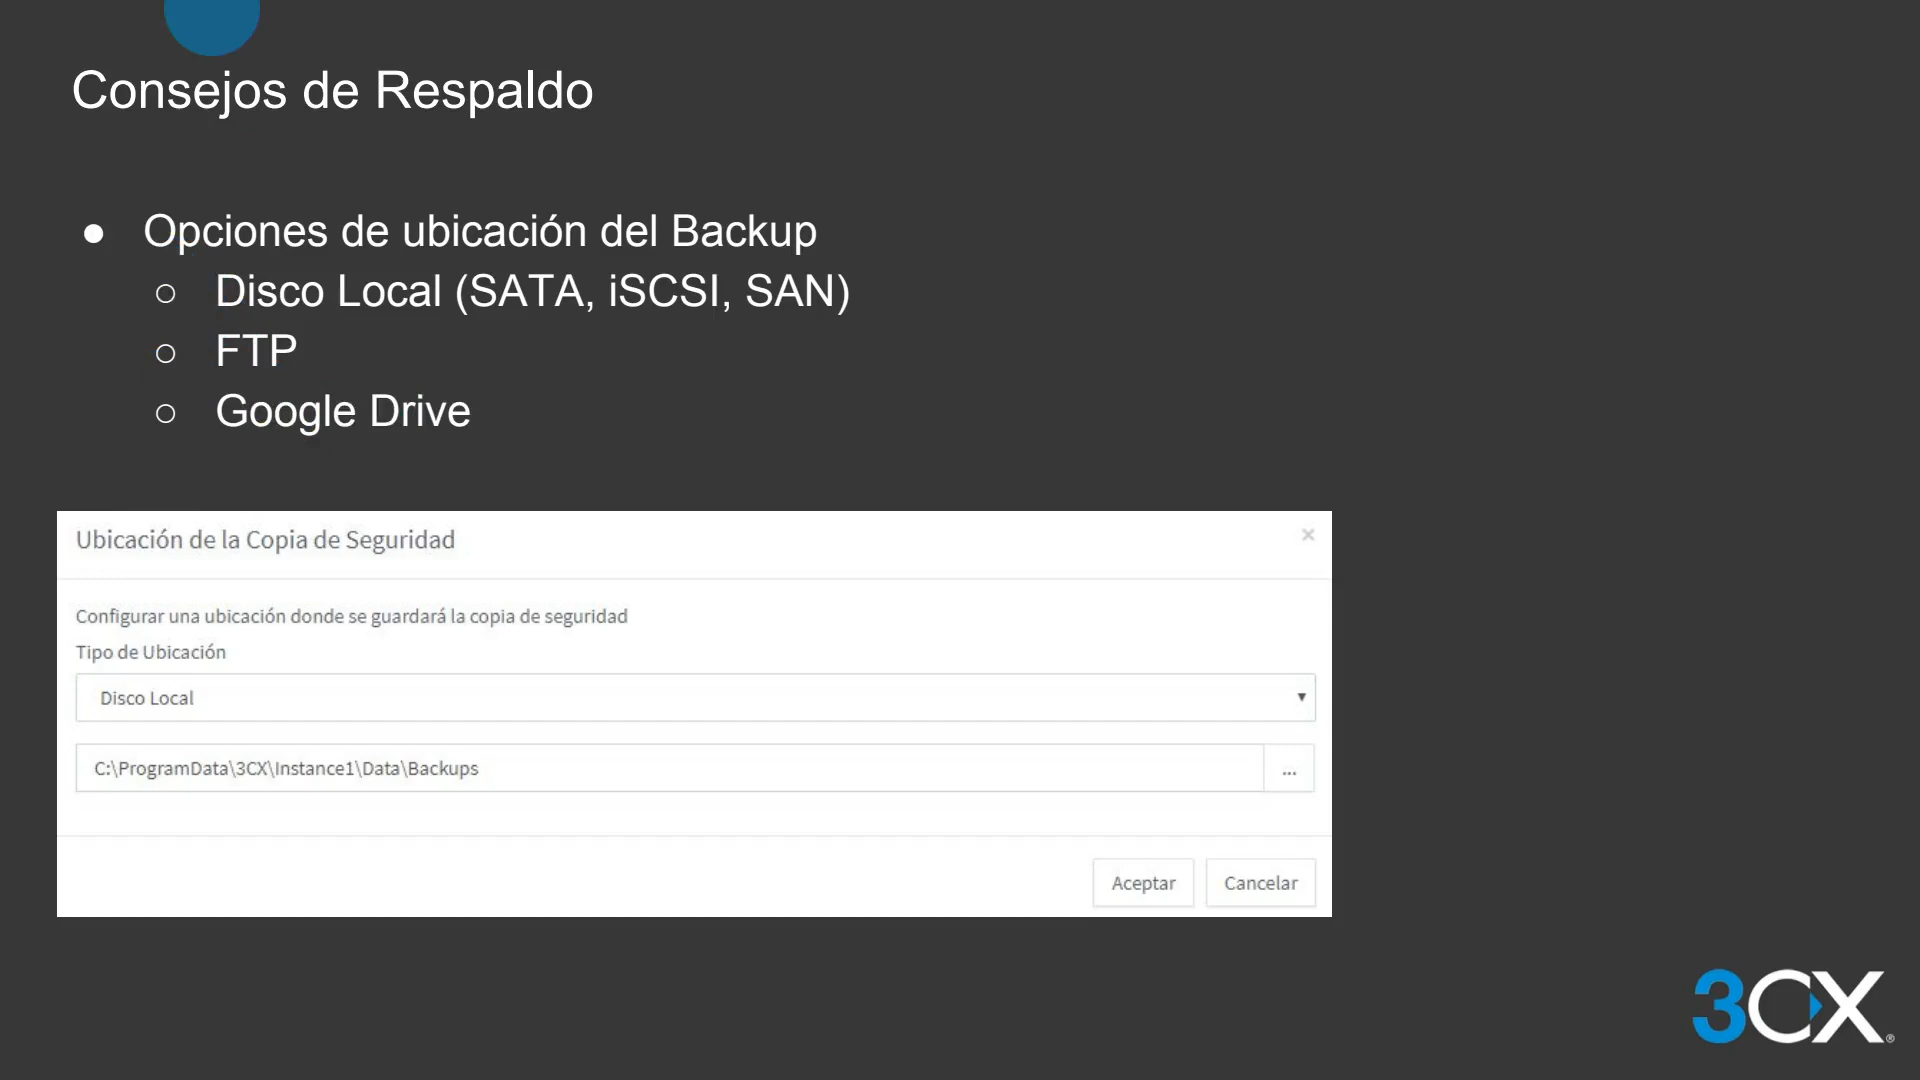 Consejos de Respaldo
● Opciones de ubicación del Backup
○ Disco Local (SATA, iSCSI, SAN)
○ FTP
○ Google Drive
Ubicación de la Copia de Seguridad ×
Configurar una ubicación donde se guardará la copia de seguridad
Tipo de Ubicación
Disco Local ▼
C:\ProgramData\3CX\Instance1\Data\Backups ...
Aceptar Cancelar
3CX®